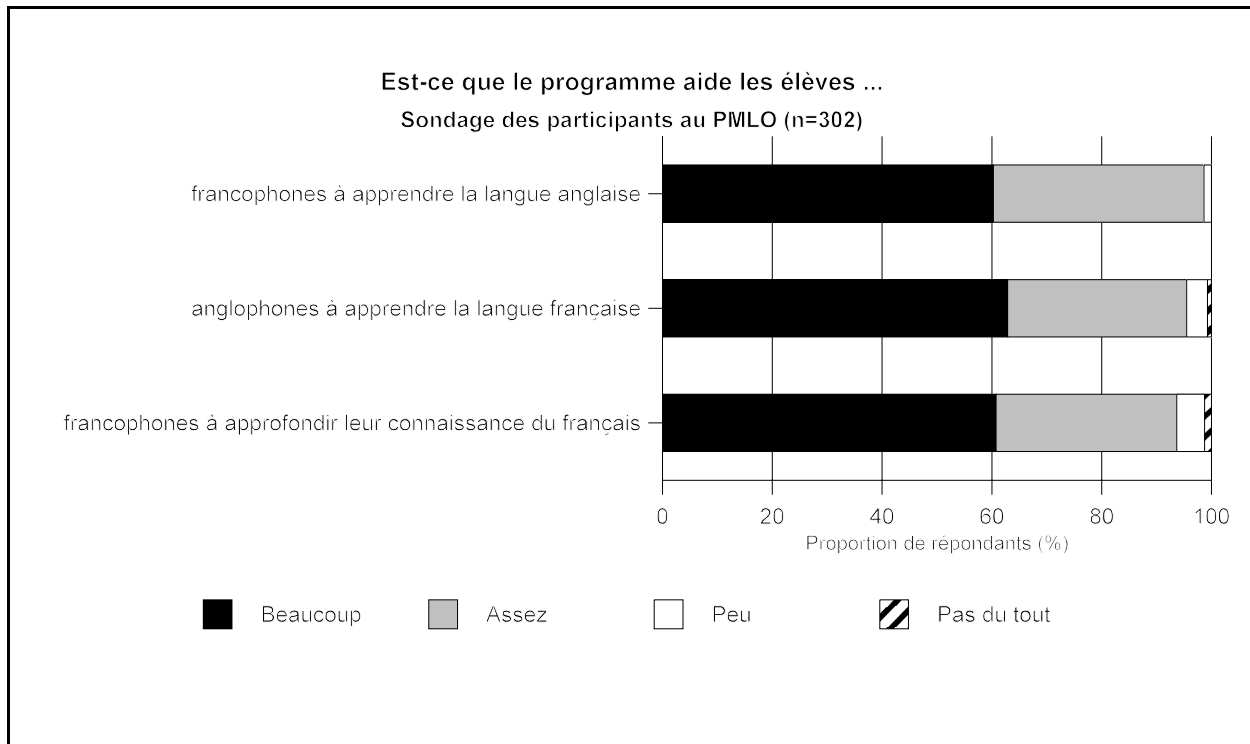 Est-ce que le programme aide les élèves ...
Sondage des participants au PMLO (n=302)
francophones à apprendre la langue anglaise
anglophones à apprendre la langue française
francophones à approfondir leur connaissance du français
0 20 40 60 80 100
Proportion de répondants (%)
Beaucoup Assez Peu Pas du tout